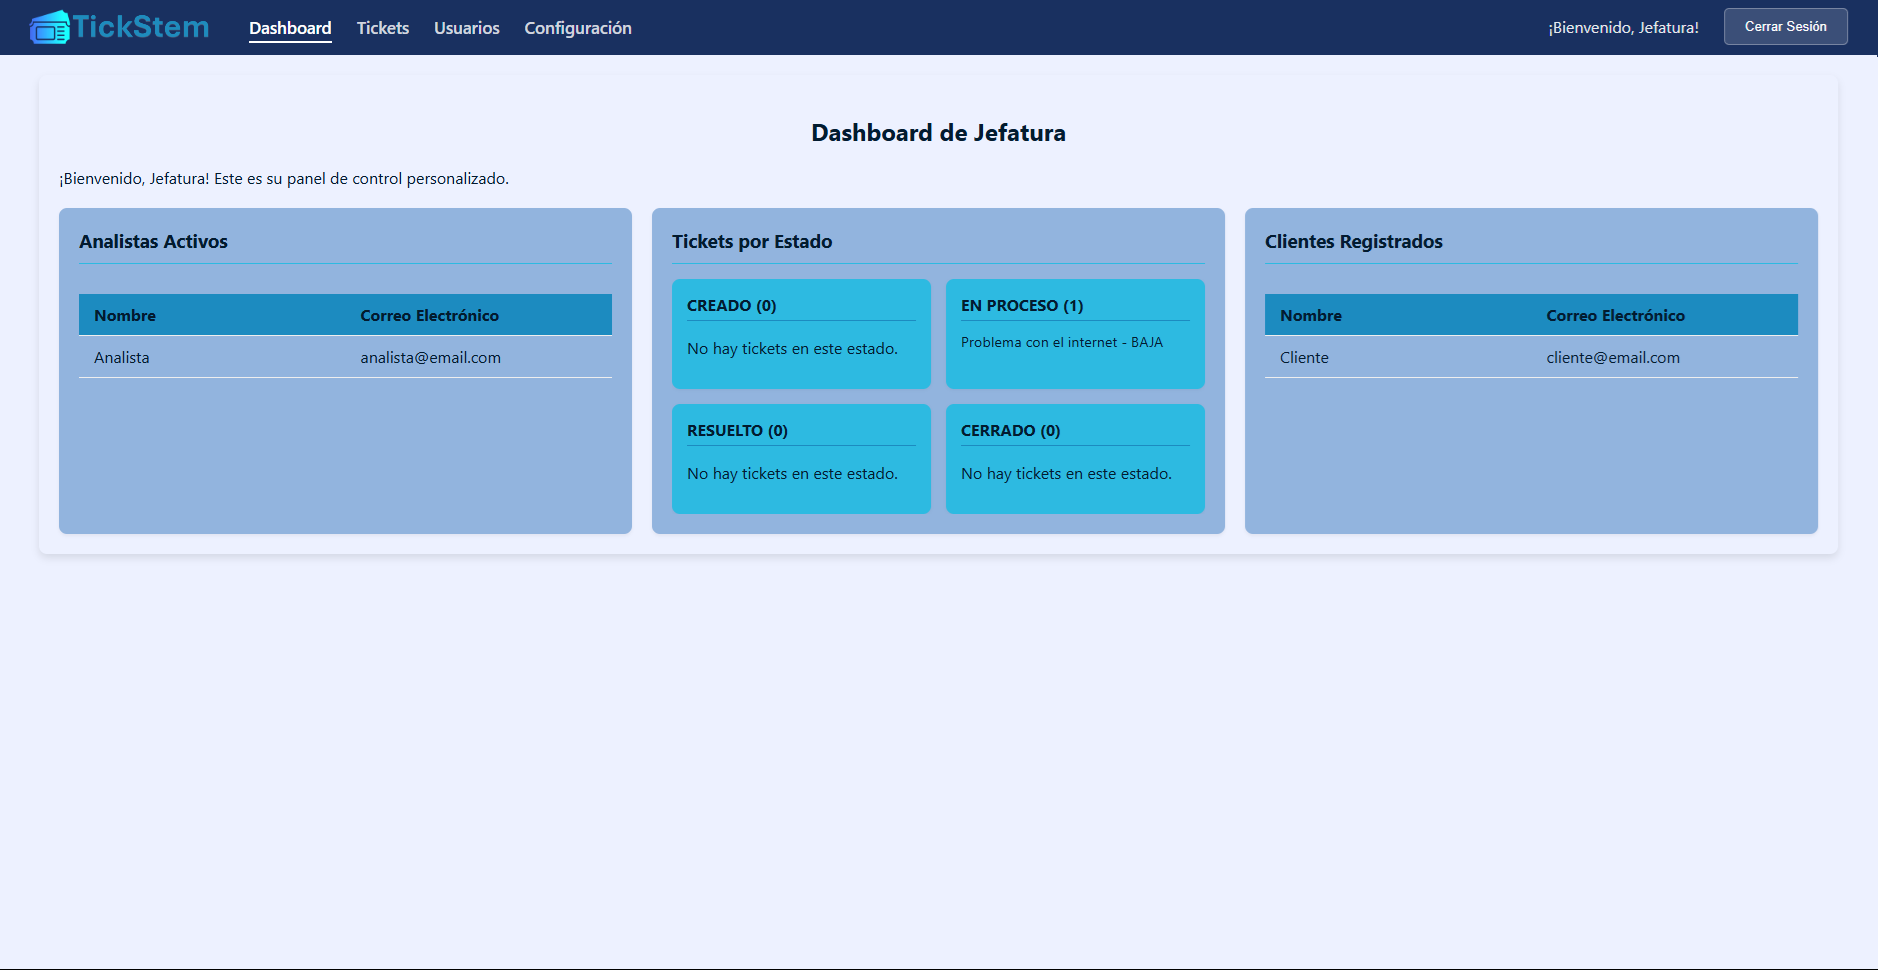 TickStem
Dashboard
Tickets
Usuarios
Configuración
¡Bienvenido, Jefatura!
Cerrar Sesión
Dashboard de Jefatura
¡Bienvenido, Jefatura! Este es su panel de control personalizado.
Analistas Activos
Nombre Correo Electrónico
Analista analista@email.com
Tickets por Estado
CREADO (0)
No hay tickets en este estado.
EN PROCESO (1)
Problema con el internet - BAJA
RESUELTO (0)
No hay tickets en este estado.
CERRADO (0)
No hay tickets en este estado.
Clientes Registrados
Nombre Correo Electrónico
Cliente cliente@email.com